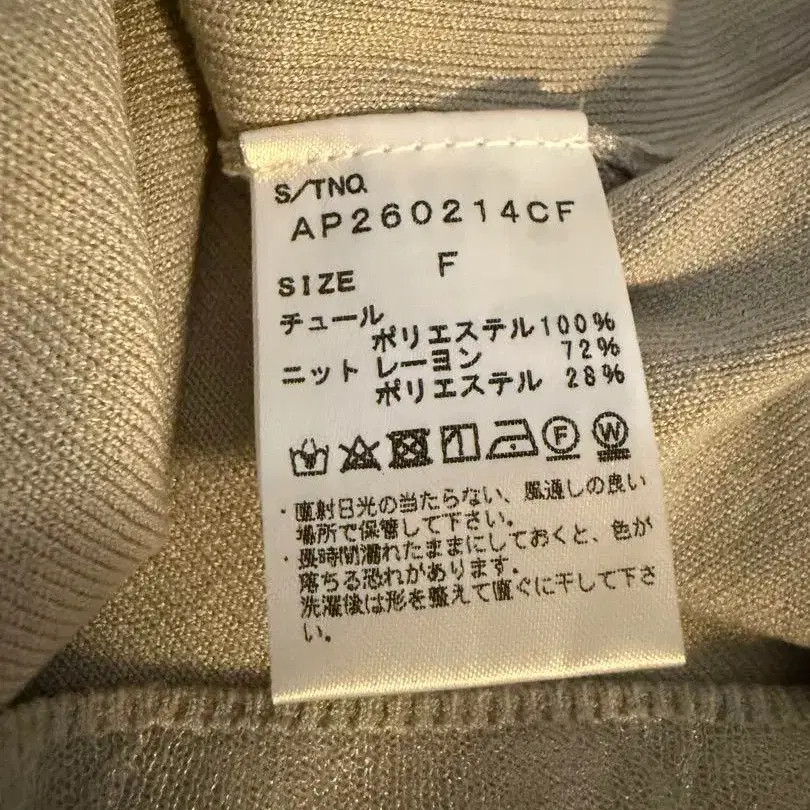 S/TNO.
AP260214CF
SIZE F
チュール
ポリエステル 100%
ニット レーヨン 72%
ポリエステル 28%
F W
・直射日光の当たらない、風通しの良い
場所で保管して下さい。
・長時間濡れたままにしておくと、色が
落ちる恐れがあります。
洗濯後は形を整えて直ぐに干して下さ
い。